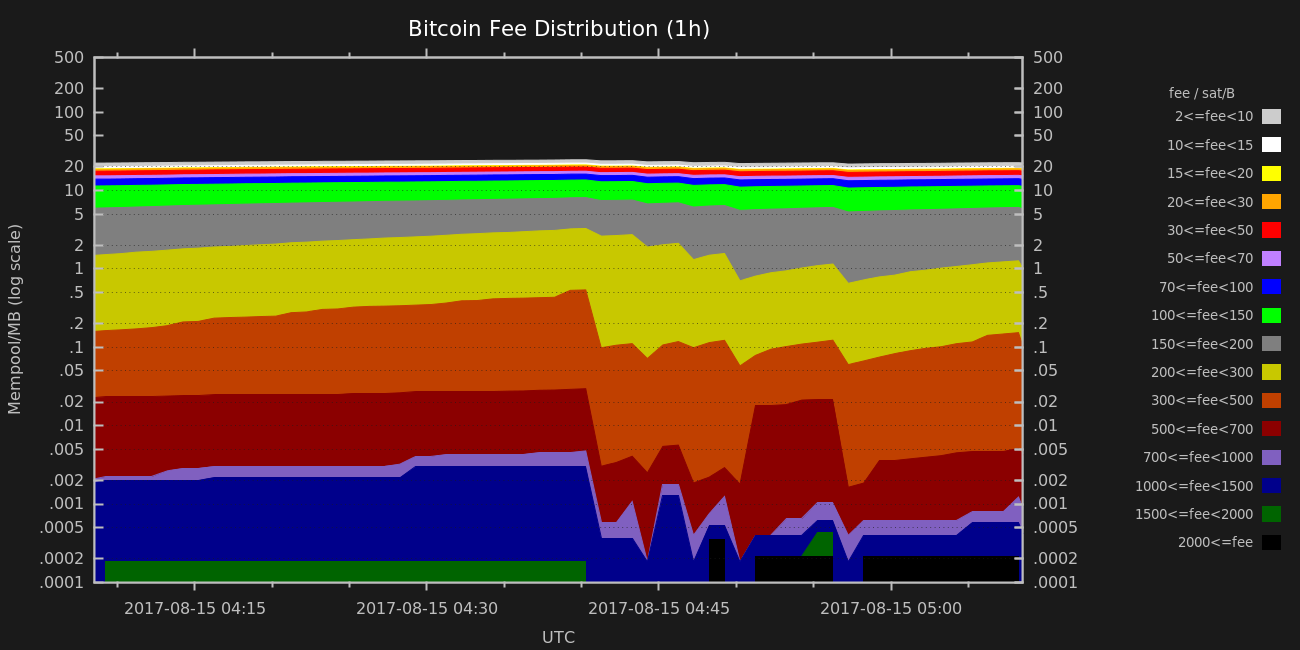 Bitcoin Fee Distribution (1h)
500 500
200 200
100 100
50 50
20 20
10 10
5 5
2 2
1 1
.5 .5
.2 .2
.1 .1
.05 .05
.02 .02
.01 .01
.005 .005
.002 .002
.001 .001
.0005 .0005
.0002 .0002
.0001 .0001
Mempool/MB (log scale)
2017-08-15 04:15 2017-08-15 04:30 2017-08-15 04:45 2017-08-15 05:00
UTC
fee / sat/B
2<=fee<10
10<=fee<15
15<=fee<20
20<=fee<30
30<=fee<50
50<=fee<70
70<=fee<100
100<=fee<150
150<=fee<200
200<=fee<300
300<=fee<500
500<=fee<700
700<=fee<1000
1000<=fee<1500
1500<=fee<2000
2000<=fee